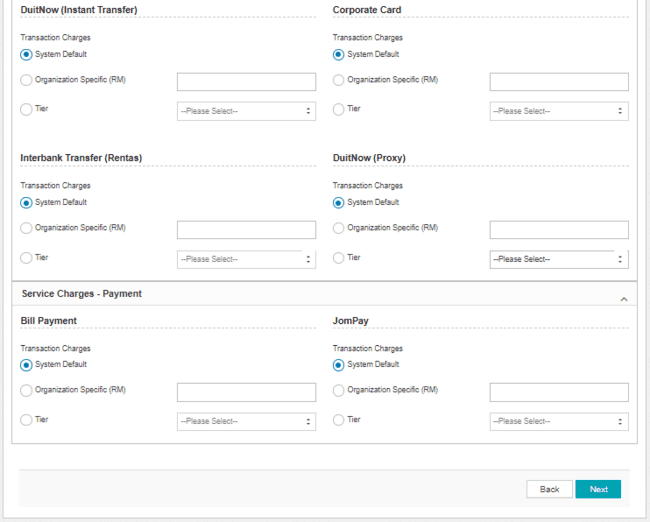 DuitNow (Instant Transfer)
Corporate Card
Transaction Charges
Transaction Charges
System Default
System Default
Organization Specific (RM)
Organization Specific (RM)
Tier
--Please Select--
Tier
--Please Select--
Interbank Transfer (Rentas)
DuitNow (Proxy)
Transaction Charges
Transaction Charges
System Default
System Default
Organization Specific (RM)
Organization Specific (RM)
Tier
--Please Select--
Tier
--Please Select--
Service Charges - Payment
Bill Payment
JomPay
Transaction Charges
Transaction Charges
System Default
System Default
Organization Specific (RM)
Organization Specific (RM)
Tier
--Please Select--
Tier
--Please Select--
Back
Next